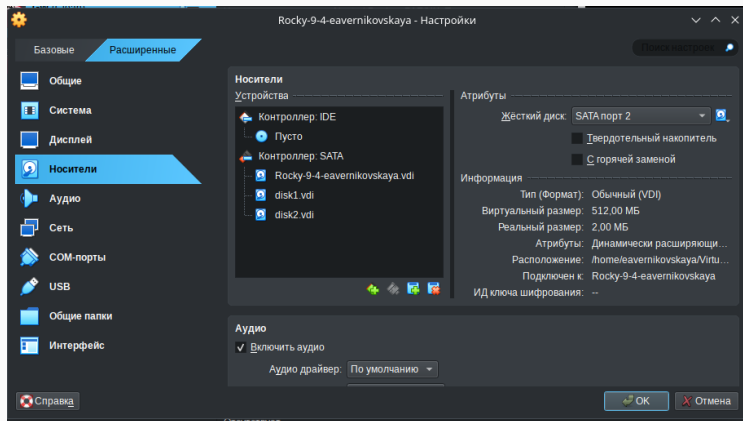 Rocky-9-4-eavernikovskaya - Настройки
Базовые Расширенные
Поиск настроек
Общие
Система
Дисплей
Носители
Аудио
Сеть
COM-порты
USB
Общие папки
Интерфейс
Носители
Устройства
Контроллер: IDE
Пусто
Контроллер: SATA
Rocky-9-4-eavernikovskaya.vdi
disk1.vdi
disk2.vdi
Атрибуты
Жёсткий диск: SATA порт 2
Твердотельный накопитель
С горячей заменой
Информация
Тип (Формат): Обычный (VDI)
Виртуальный размер: 512,00 МБ
Реальный размер: 2,00 МБ
Атрибуты: Динамически расширяющи...
Расположение: /home/eavernikovskaya/Virtu...
Подключен к: Rocky-9-4-eavernikovskaya
ИД ключа шифрования: --
Аудио
Включить аудио
Аудио драйвер: По умолчанию
Справка
OK
Отмена